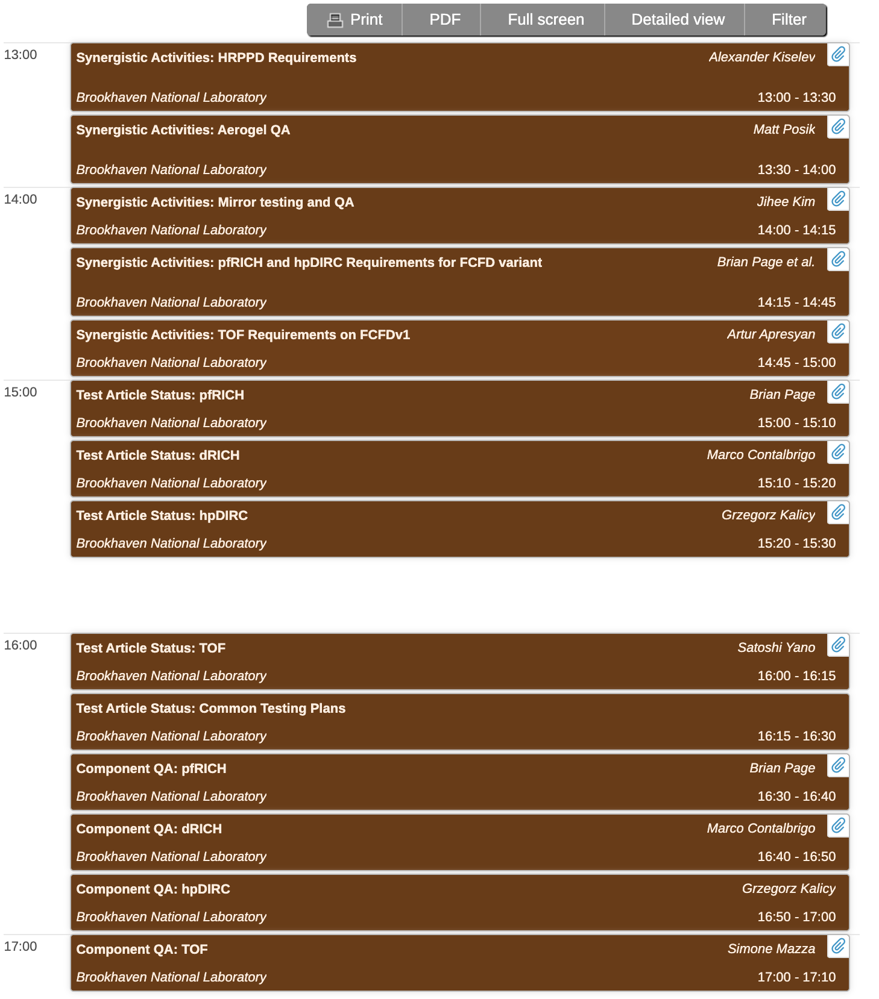 Print PDF Full screen Detailed view Filter
13:00
Synergistic Activities: HRPPD Requirements Alexander Kiselev
Brookhaven National Laboratory 13:00 - 13:30
Synergistic Activities: Aerogel QA Matt Posik
Brookhaven National Laboratory 13:30 - 14:00
14:00
Synergistic Activities: Mirror testing and QA Jihee Kim
Brookhaven National Laboratory 14:00 - 14:15
Synergistic Activities: pfRICH and hpDIRC Requirements for FCFD variant Brian Page et al.
Brookhaven National Laboratory 14:15 - 14:45
Synergistic Activities: TOF Requirements on FCFDv1 Artur Apresyan
Brookhaven National Laboratory 14:45 - 15:00
15:00
Test Article Status: pfRICH Brian Page
Brookhaven National Laboratory 15:00 - 15:10
Test Article Status: dRICH Marco Contalbrigo
Brookhaven National Laboratory 15:10 - 15:20
Test Article Status: hpDIRC Grzegorz Kalicy
Brookhaven National Laboratory 15:20 - 15:30
16:00
Test Article Status: TOF Satoshi Yano
Brookhaven National Laboratory 16:00 - 16:15
Test Article Status: Common Testing Plans
Brookhaven National Laboratory 16:15 - 16:30
Component QA: pfRICH Brian Page
Brookhaven National Laboratory 16:30 - 16:40
Component QA: dRICH Marco Contalbrigo
Brookhaven National Laboratory 16:40 - 16:50
Component QA: hpDIRC Grzegorz Kalicy
Brookhaven National Laboratory 16:50 - 17:00
17:00
Component QA: TOF Simone Mazza
Brookhaven National Laboratory 17:00 - 17:10